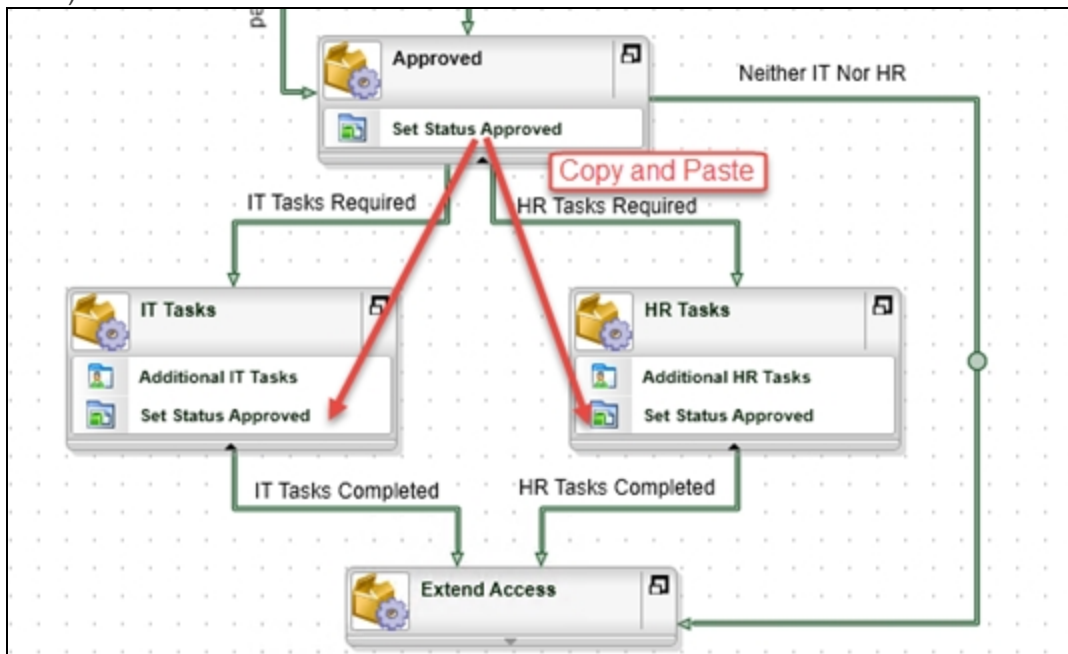 Approved
Neither IT Nor HR
Set Status Approved
Copy and Paste
IT Tasks Required
HR Tasks Required
IT Tasks
HR Tasks
Additional IT Tasks
Additional HR Tasks
Set Status Approved
Set Status Approved
IT Tasks Completed
HR Tasks Completed
Extend Access